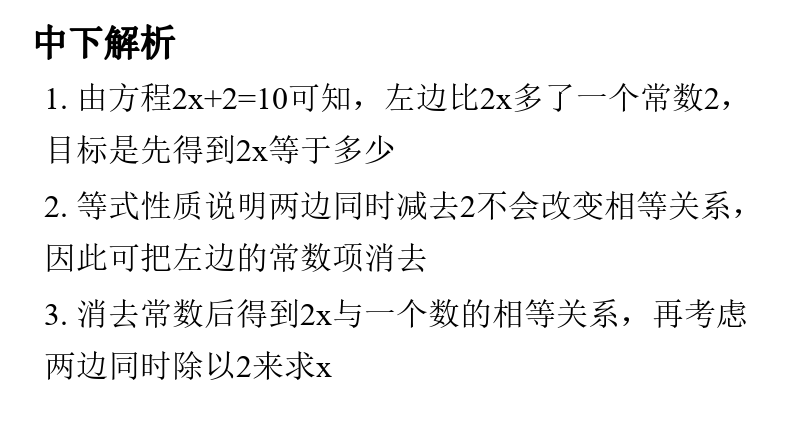 中下解析
1. 由方程2x+2=10可知，左边比2x多了一个常数2，
目标是先得到2x等于多少
2. 等式性质说明两边同时减去2不会改变相等关系，
因此可把左边的常数项消去
3. 消去常数后得到2x与一个数的相等关系，再考虑
两边同时除以2来求x